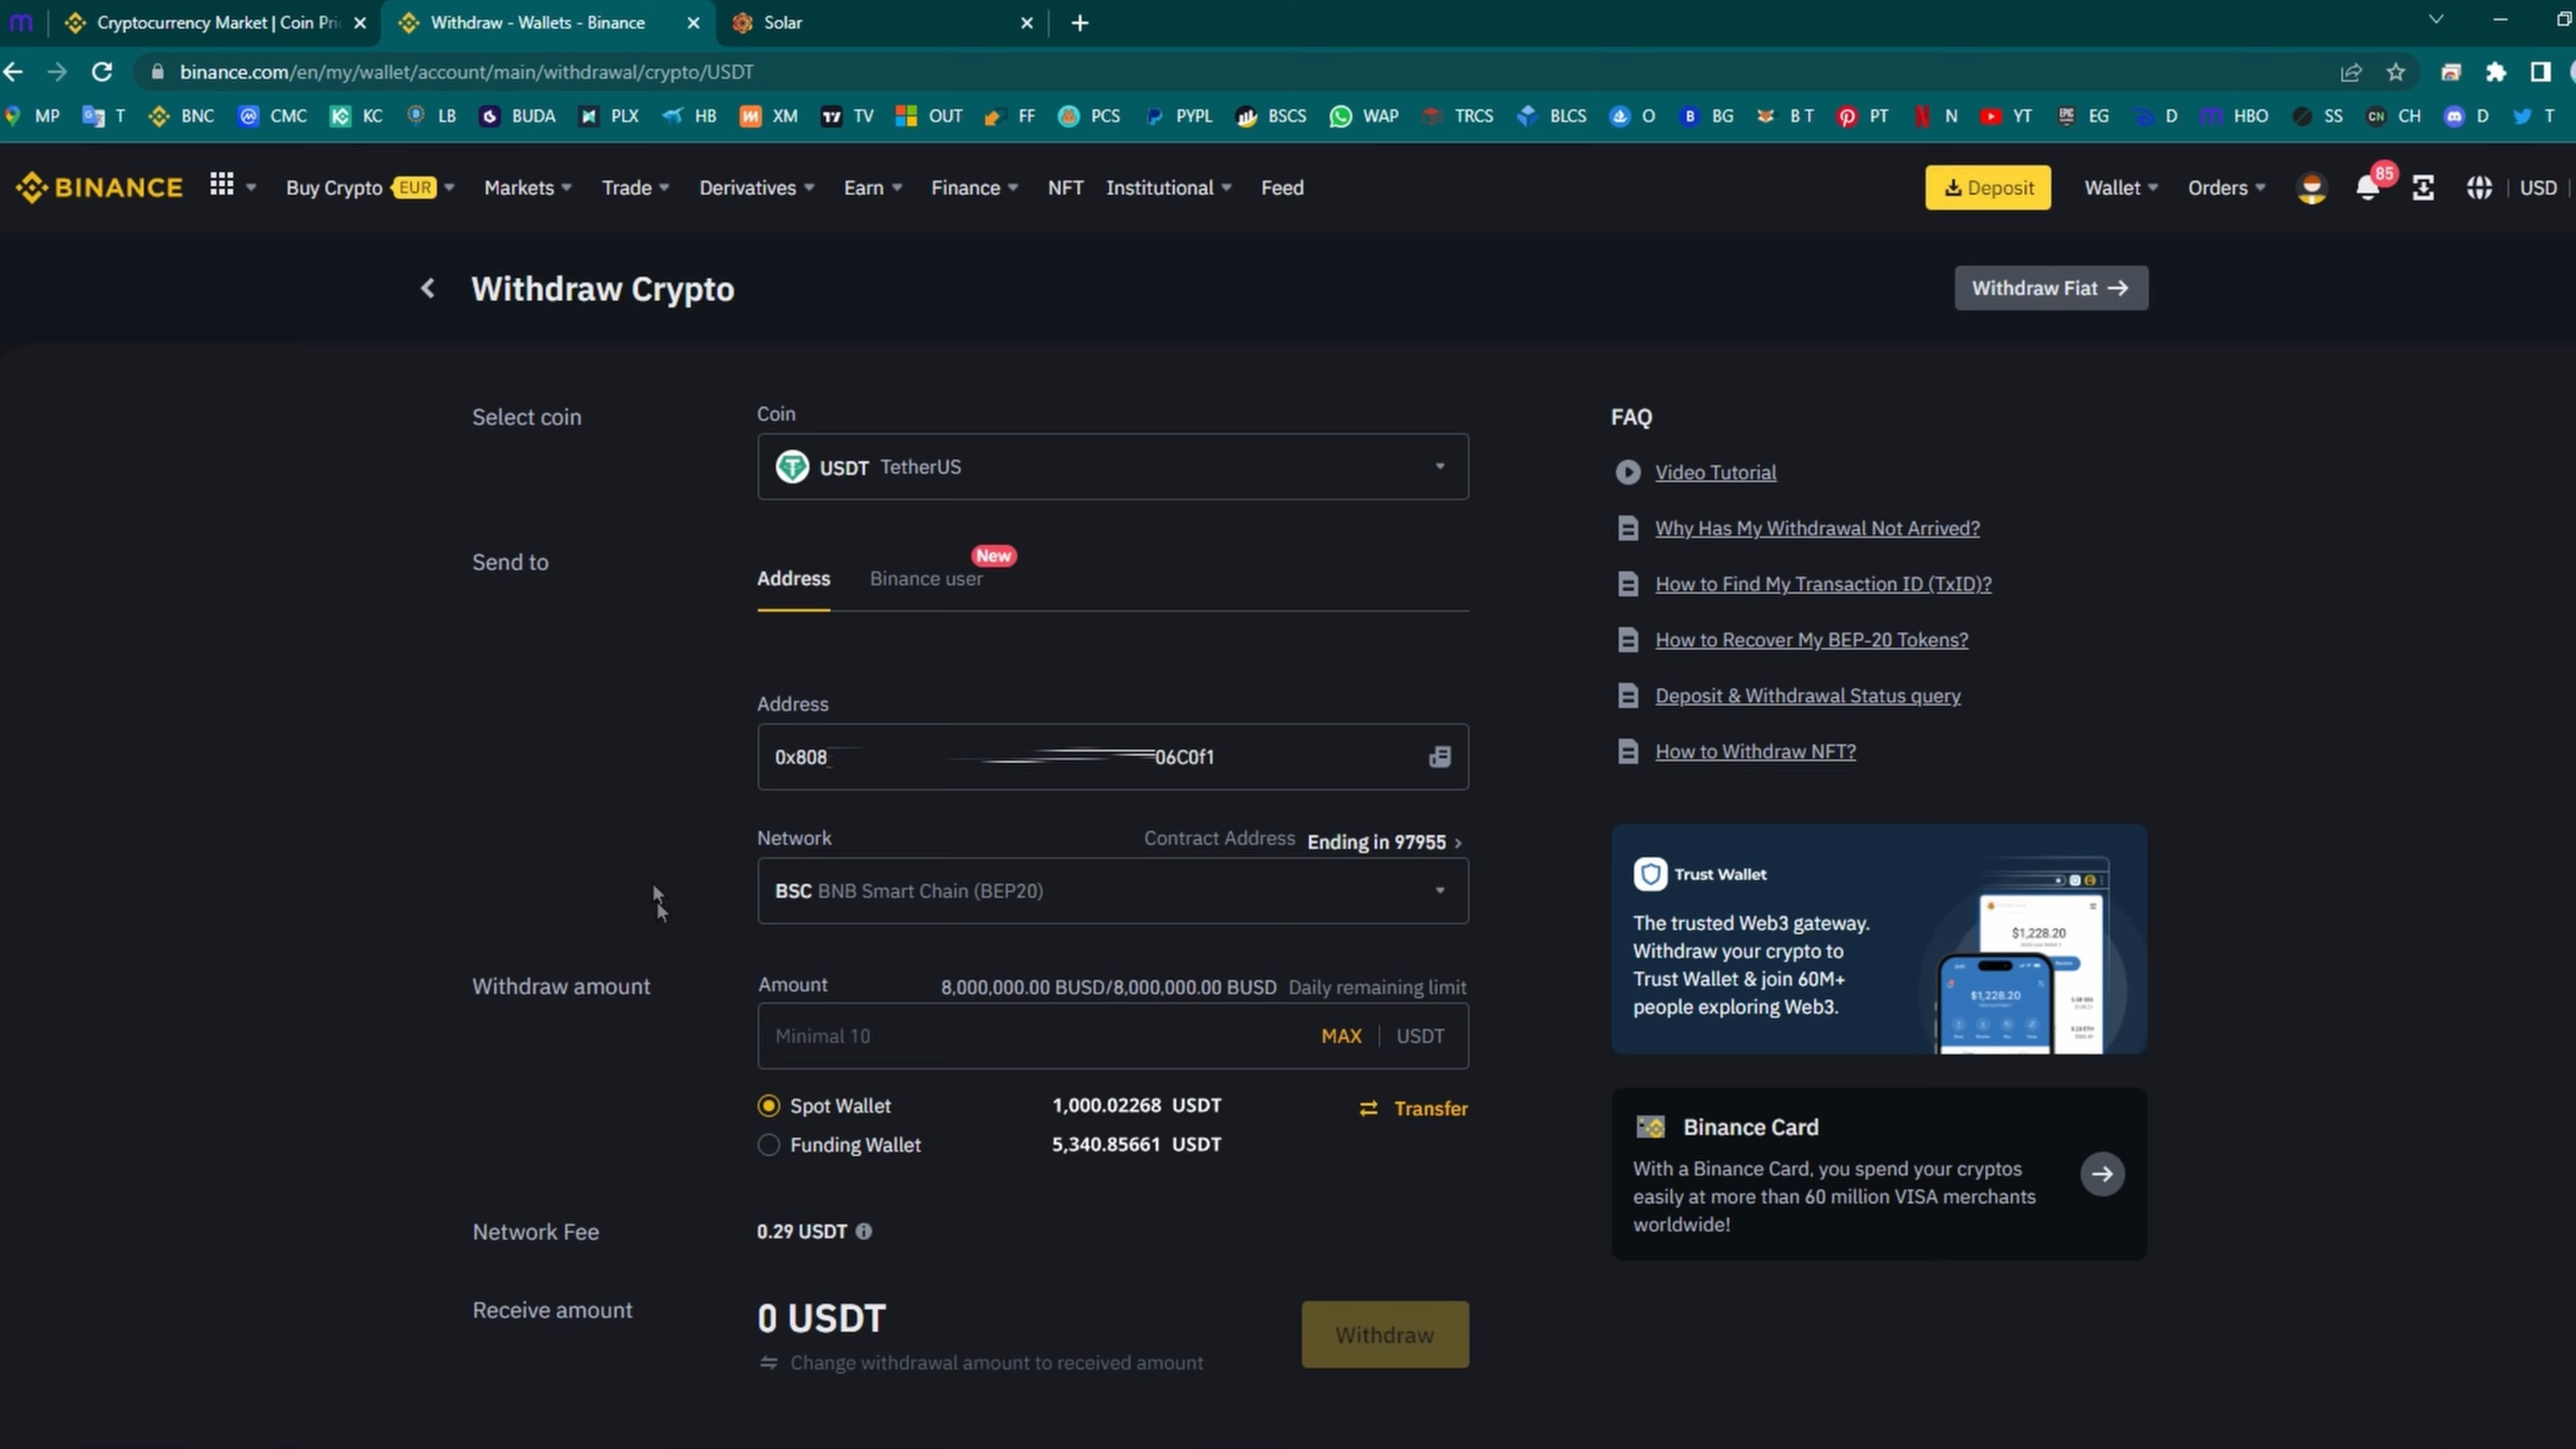 Cryptocurrency Market | Coin Pri
Withdraw - Wallets - Binance
Solar
binance.com/en/my/wallet/account/main/withdrawal/crypto/USDT
MP T BNC CMC KC LB BUDA PLX HB XM TV OUT FF PCS PYPL BSCS WAP TRCS BLCS O BG B T PT N YT EG D HBO SS CH D T
BINANCE
Buy Crypto EUR
Markets
Trade
Derivatives
Earn
Finance
NFT
Institutional
Feed
Deposit
Wallet
Orders
85
USD
Withdraw Crypto
Withdraw Fiat
Select coin
Coin
USDT TetherUS
Send to
Address
Binance user
New
Address
0x808
06C0f1
Network
Contract Address Ending in 97955
BSC BNB Smart Chain (BEP20)
Withdraw amount
Amount
8,000,000.00 BUSD/8,000,000.00 BUSD Daily remaining limit
Minimal 10
MAX | USDT
Spot Wallet 1,000.02268 USDT
Transfer
Funding Wallet 5,340.85661 USDT
Network Fee
0.29 USDT
Receive amount
0 USDT
Change withdrawal amount to received amount
Withdraw
FAQ
Video Tutorial
Why Has My Withdrawal Not Arrived?
How to Find My Transaction ID (TxID)?
How to Recover My BEP-20 Tokens?
Deposit & Withdrawal Status query
How to Withdraw NFT?
Trust Wallet
The trusted Web3 gateway.
Withdraw your crypto to
Trust Wallet & join 60M+
people exploring Web3.
$1,228.20
$1,228.20
Binance Card
With a Binance Card, you spend your cryptos
easily at more than 60 million VISA merchants
worldwide!